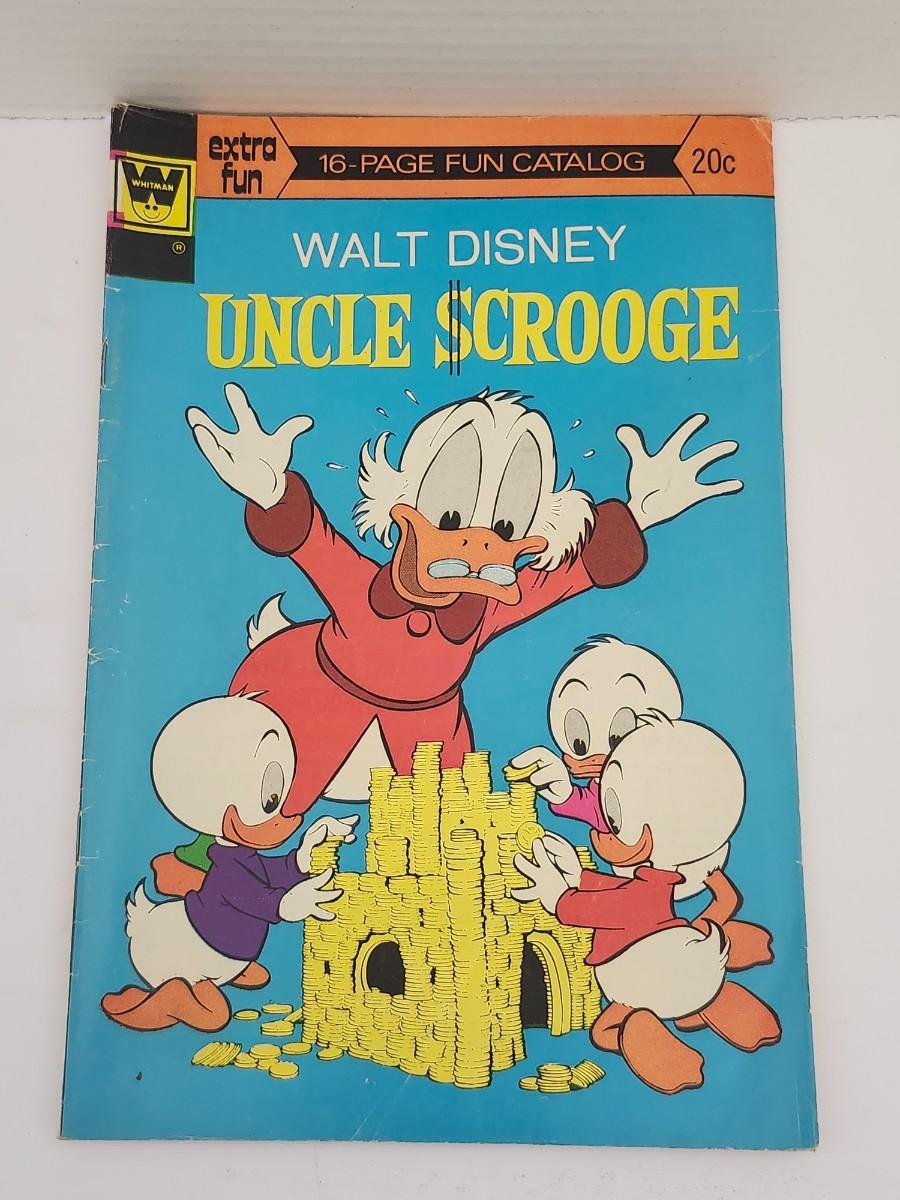 extra
fun
16-PAGE FUN CATALOG
20c
WHITMAN
®
WALT DISNEY
UNCLE $CROOGE